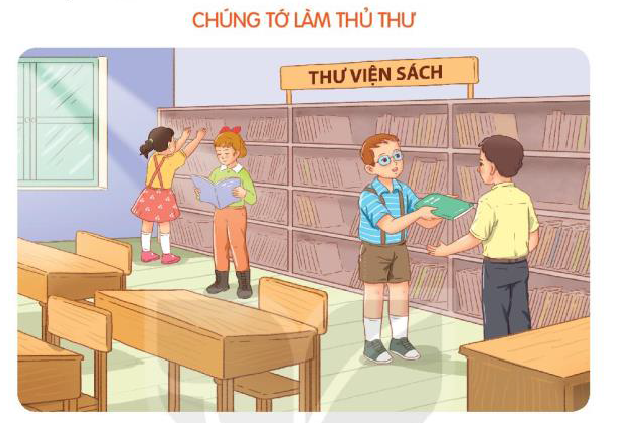 CHÚNG TỚ LÀM THỦ THƯ
THƯ VIỆN SÁCH